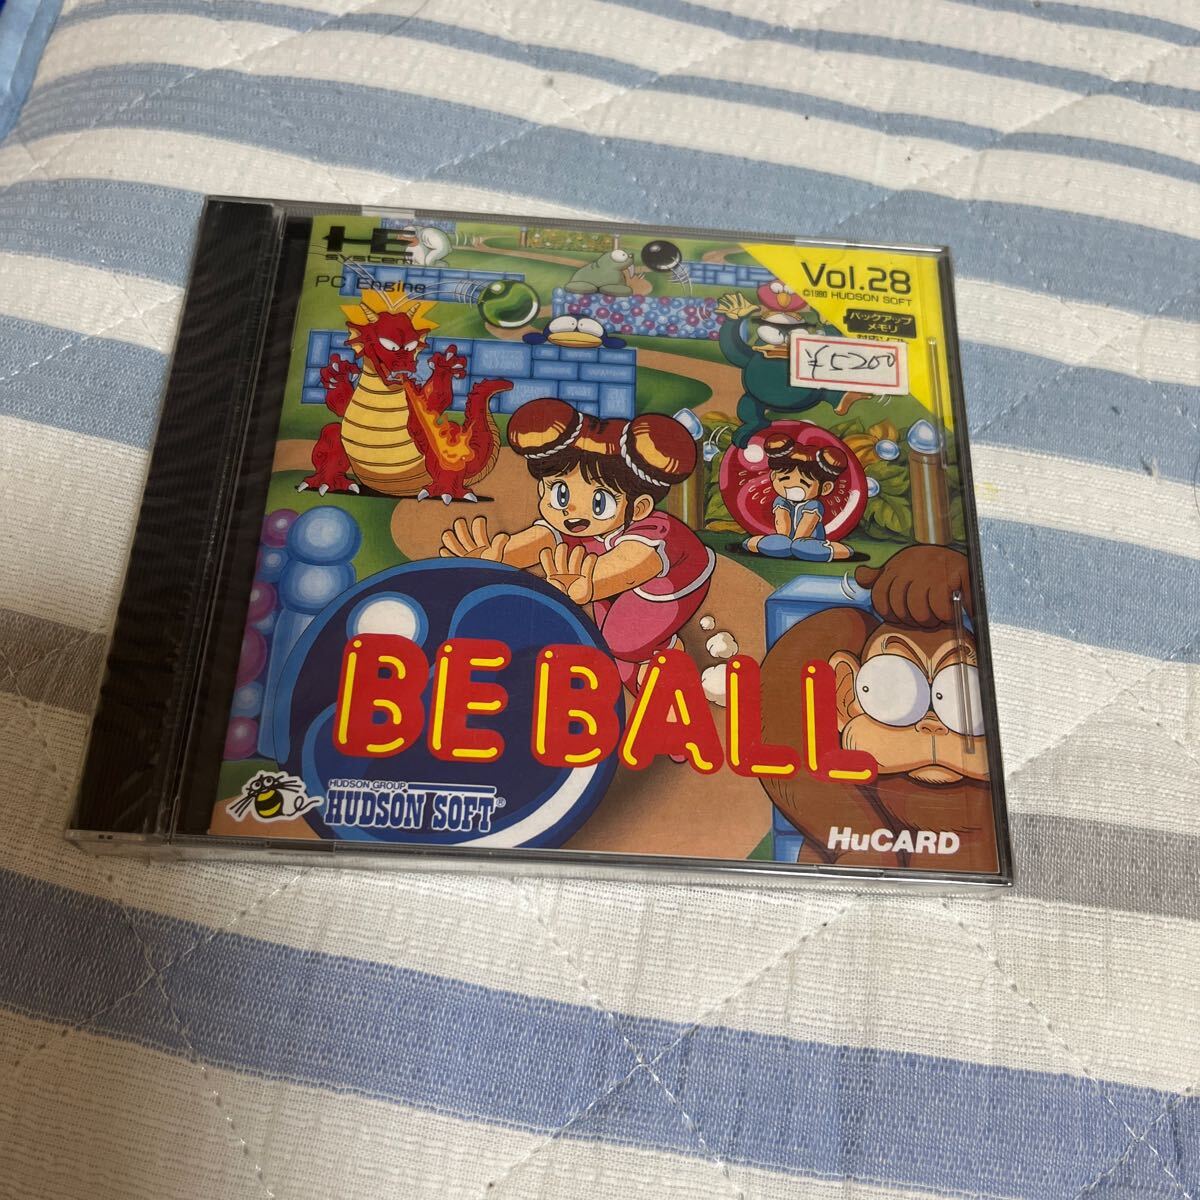 HE
system
PC Engine
Vol.28
©1990 HUDSON SOFT
バックアップ
メモリ
¥5200
BE BALL
HUDSON GROUP
HUDSON SOFT®
HuCARD